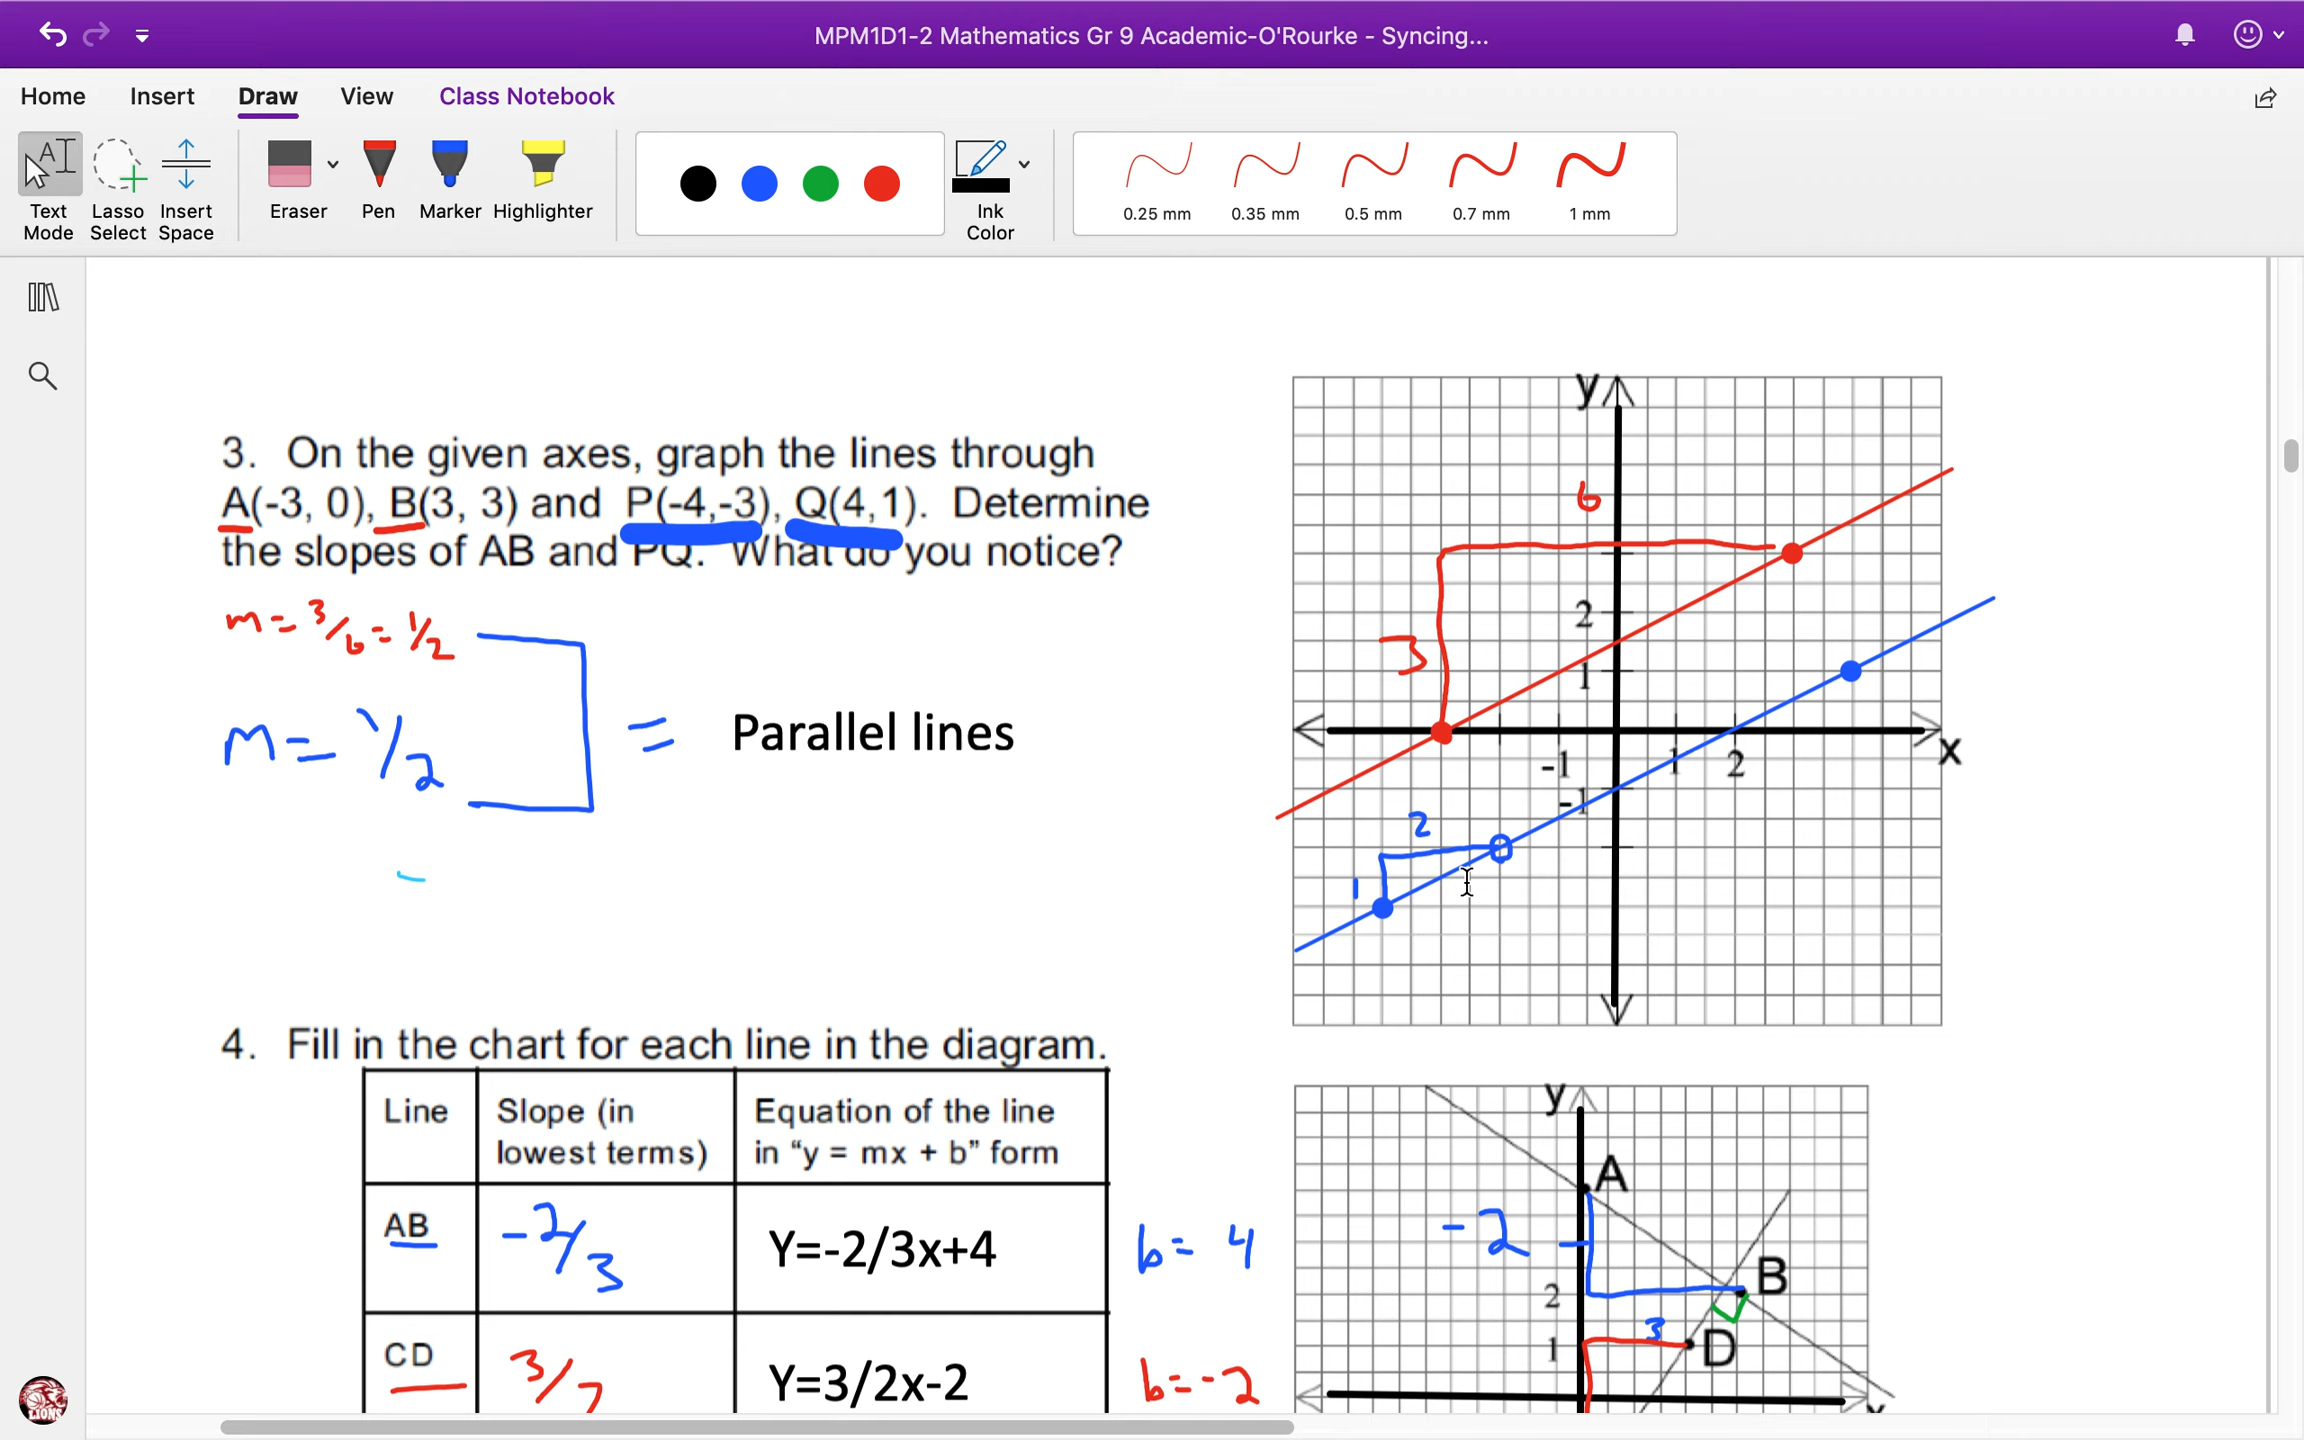 MPM1D1-2 Mathematics Gr 9 Academic-O'Rourke - Syncing...
Home Insert Draw View Class Notebook
Text Mode
Lasso Select
Insert Space
Eraser
Pen
Marker
Highlighter
Ink Color
0.25 mm
0.35 mm
0.5 mm
0.7 mm
1 mm
3. On the given axes, graph the lines through
A(-3, 0), B(3, 3) and P(-4,-3), Q(4,1). Determine
the slopes of AB and PQ. What do you notice?
m = 3/6 = 1/2
m = 1/2
= Parallel lines
y
6
2
3
1
x
-1 1 2
-1
2
1
4. Fill in the chart for each line in the diagram.
Line
Slope (in
lowest terms)
Equation of the line
in “y = mx + b” form
AB
-2/3
Y=-2/3x+4
b= 4
CD
Y=3/2x-2
b=-2
y
A
-2
B
2
3
1
D
LIONS